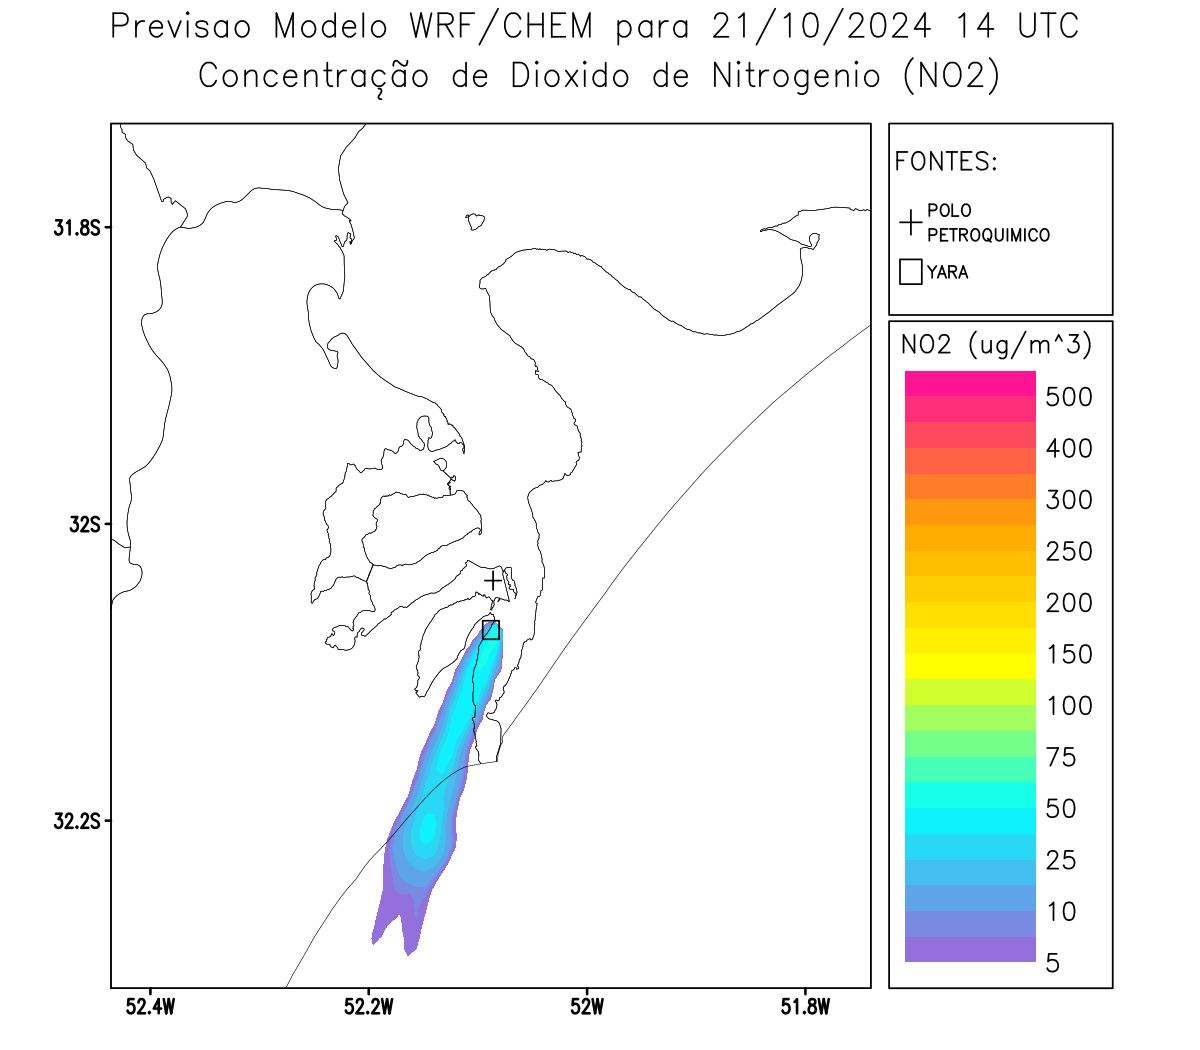 Previsao Modelo WRF/CHEM para 21/10/2024 14 UTC
Concentração de Dioxido de Nitrogenio (NO2)
FONTES:
POLO
PETROQUIMICO
YARA
NO2 (ug/m^3)
500
400
300
250
200
150
100
75
50
25
10
5
31.8S
32S
32.2S
52.4W
52.2W
52W
51.8W